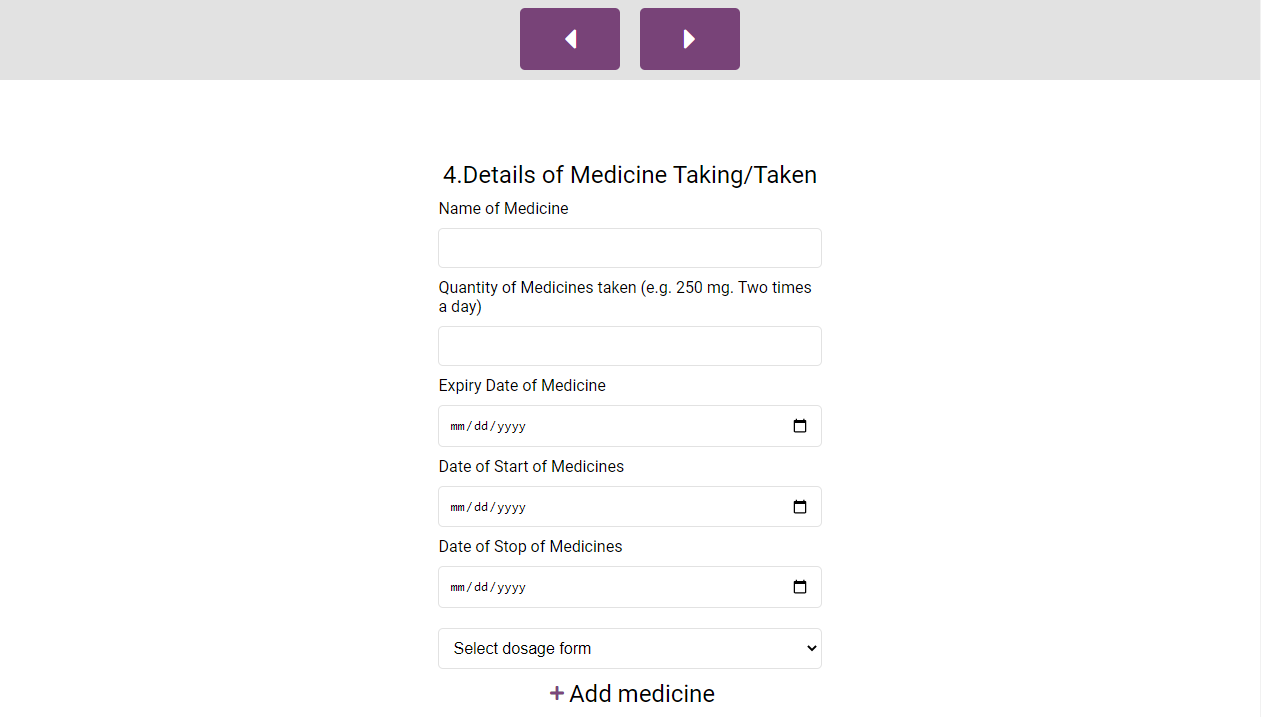 4.Details of Medicine Taking/Taken
Name of Medicine
Quantity of Medicines taken (e.g. 250 mg. Two times
a day)
Expiry Date of Medicine
mm/dd/yyyy
Date of Start of Medicines
mm/dd/yyyy
Date of Stop of Medicines
mm/dd/yyyy
Select dosage form
+ Add medicine